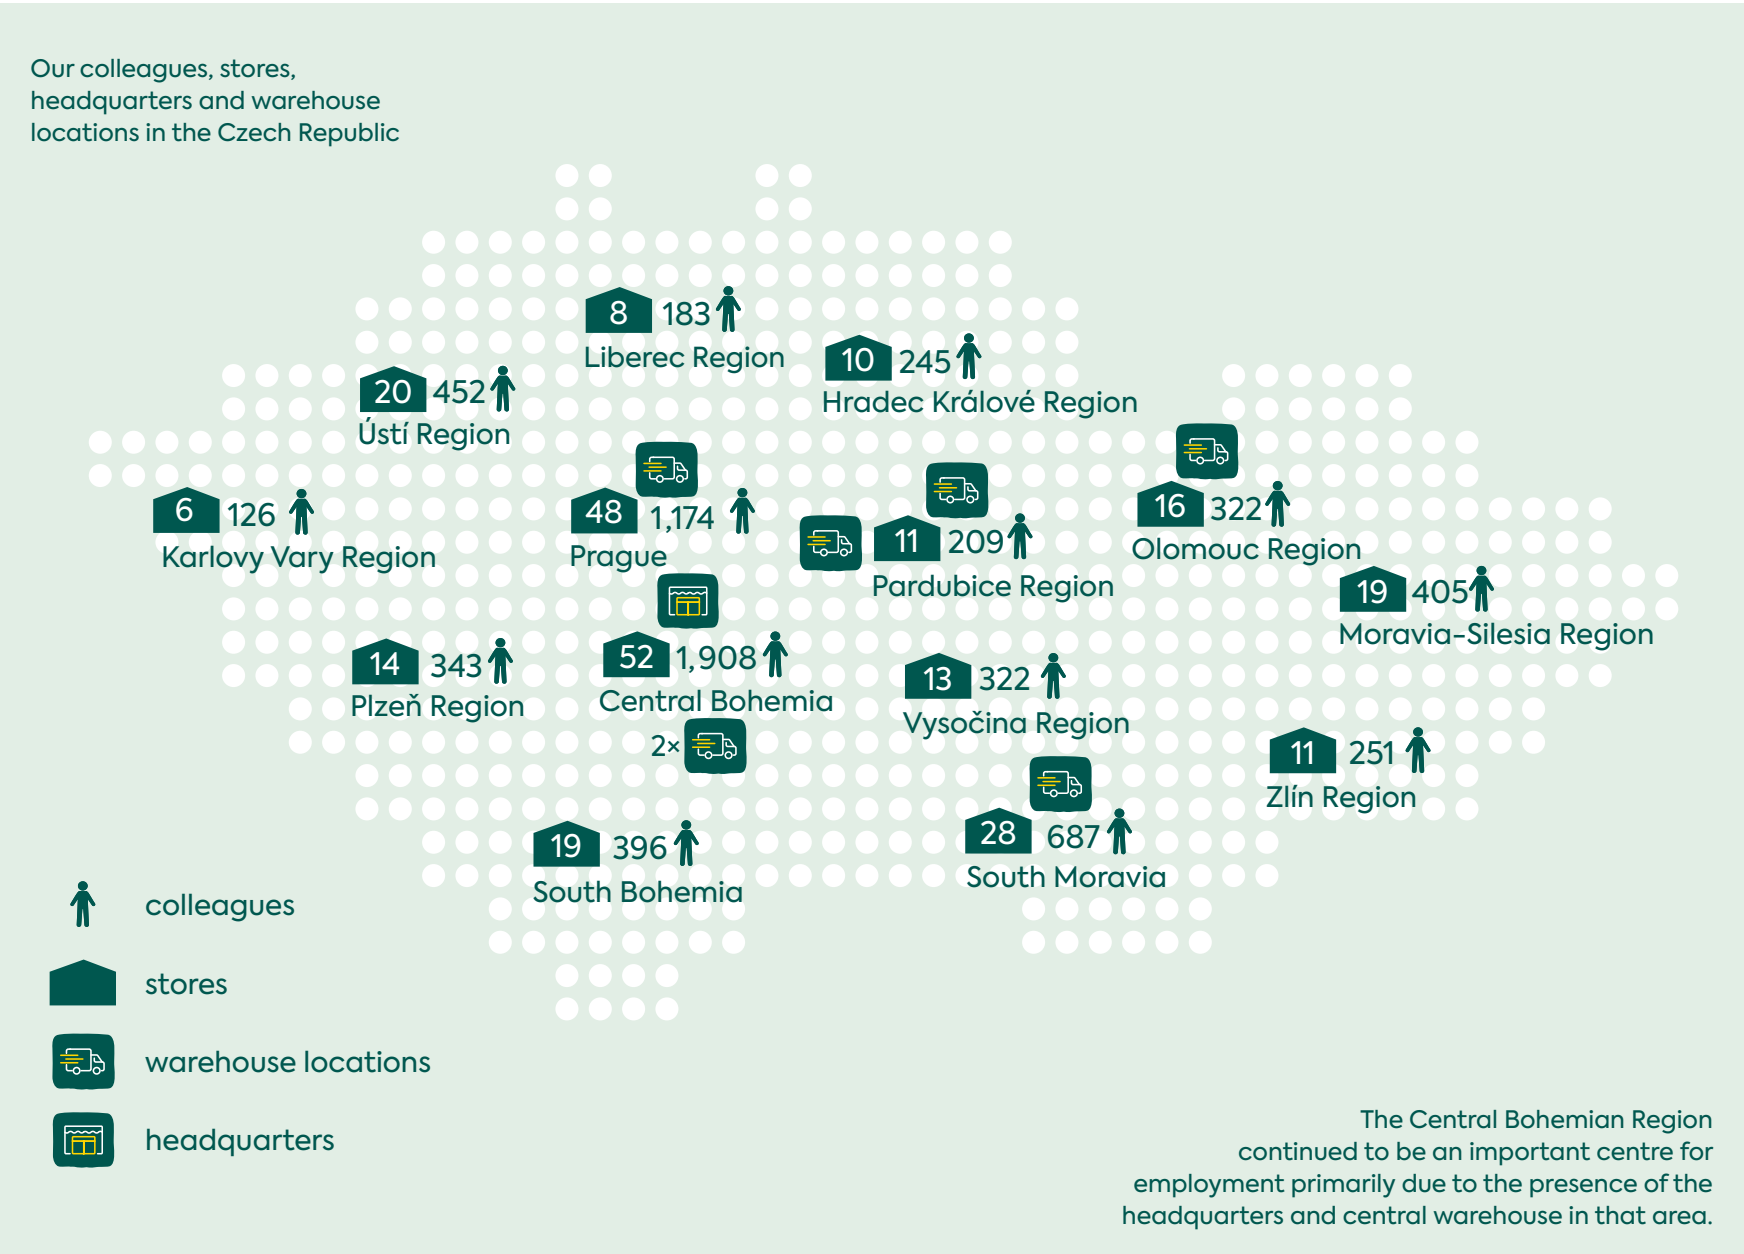 Our colleagues, stores,
headquarters and warehouse
locations in the Czech Republic
8 183
Liberec Region
10 245
Hradec Králové Region
20 452
Ústí Region
6 126
Karlovy Vary Region
48 1,174
Prague
11 209
Pardubice Region
16 322
Olomouc Region
19 405
Moravia-Silesia Region
14 343
Plzeň Region
52 1,908
Central Bohemia
2×
13 322
Vysočina Region
11 251
Zlín Region
19 396
South Bohemia
28 687
South Moravia
colleagues
stores
warehouse locations
headquarters
The Central Bohemian Region
continued to be an important centre for
employment primarily due to the presence of the
headquarters and central warehouse in that area.